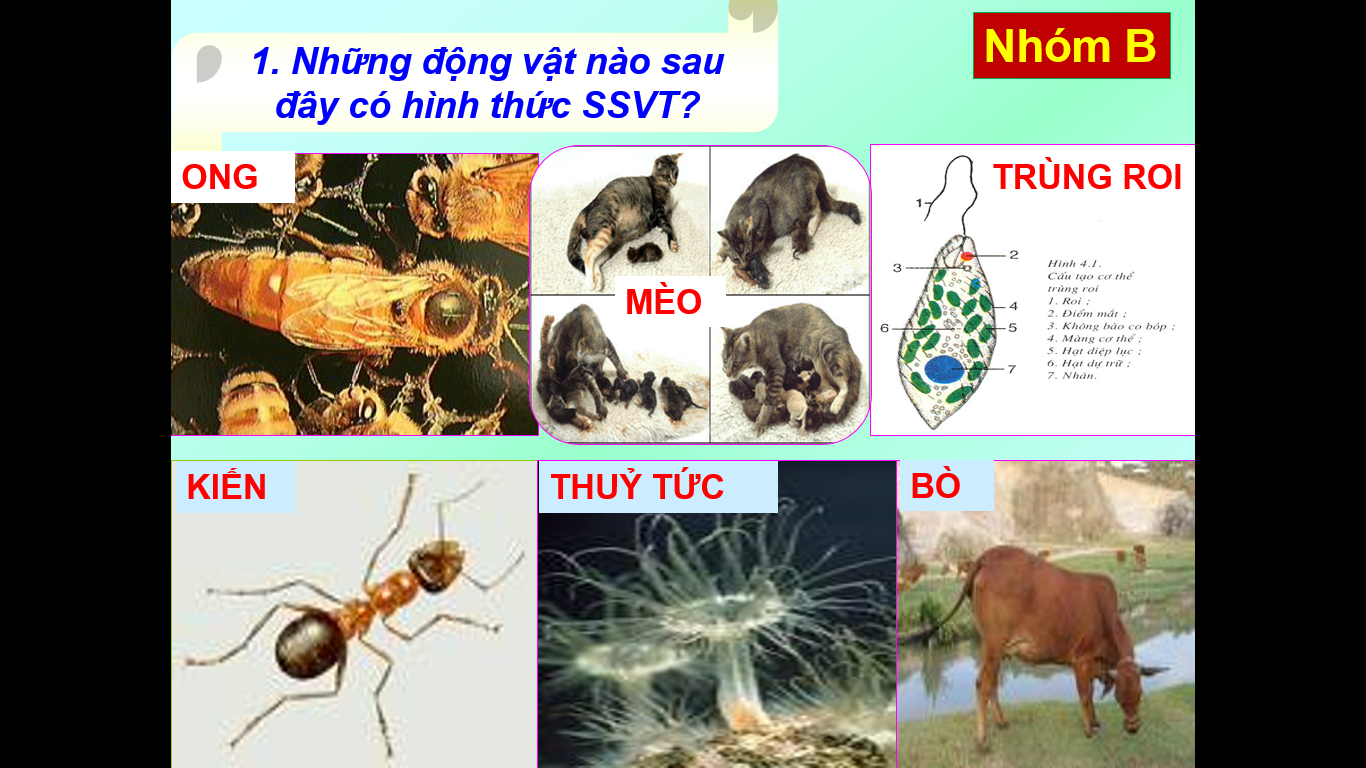 1. Những động vật nào sau
đây có hình thức SSVT?
Nhóm B
ONG
MÈO
TRÙNG ROI
1
2
3
4
5
6
7
Hình 4.1.
Cấu tạo cơ thể
trùng roi
1. Roi ;
2. Điểm mắt ;
3. Không bào co bóp ;
4. Màng cơ thể ;
5. Hạt diệp lục ;
6. Hạt dự trữ ;
7. Nhân.
KIẾN
THUỶ TỨC
BÒ